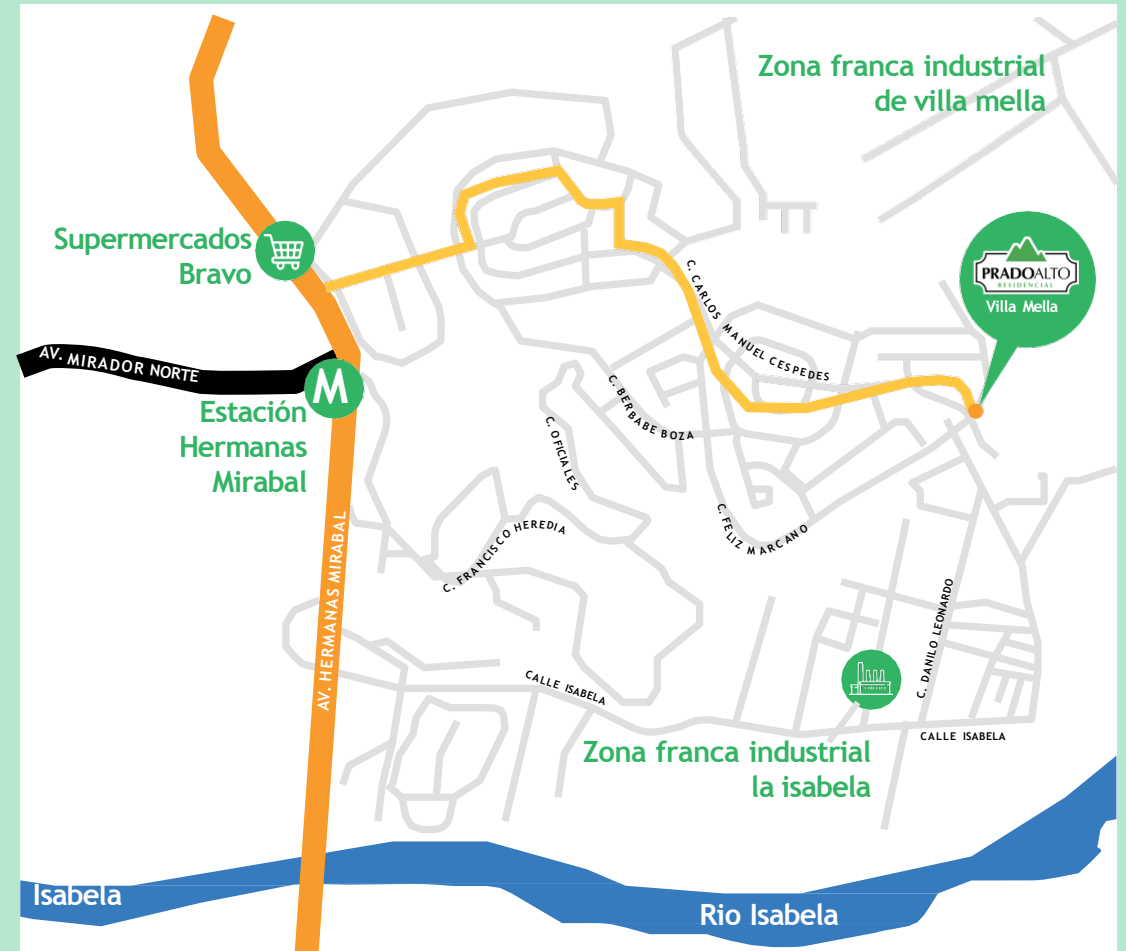 Zona franca industrial
de villa mella
Supermercados
Bravo
PRADOALTO
RESIDENCIAL
Villa Mella
C. CARLOS MANUEL CESPEDES
AV. MIRADOR NORTE
M
Estación
Hermanas
Mirabal
C. BERBABE BOZA
C. OFICIALES
C. FELIZ MARCANO
C. FRANCISCO HEREDIA
AV. HERMANAS MIRABAL
C. DANILO LEONARDO
CALLE ISABELA
CALLE ISABELA
Zona franca industrial
la isabela
Isabela
Rio Isabela